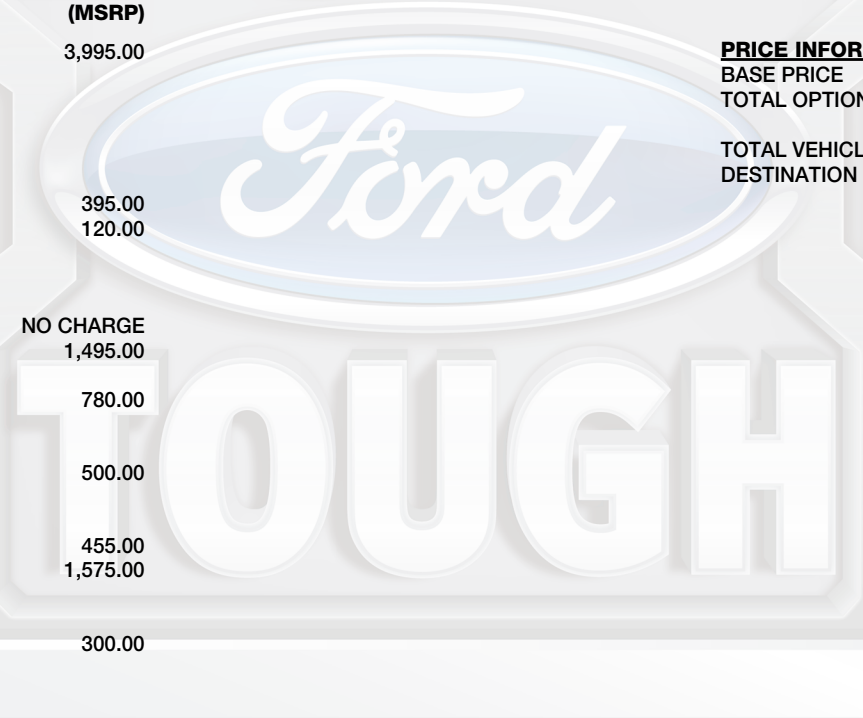 (MSRP)
3,995.00
395.00
120.00
NO CHARGE
1,495.00
780.00
500.00
455.00
1,575.00
300.00
PRICE INFOR
BASE PRICE
TOTAL OPTION
TOTAL VEHICL
DESTINATION
Ford
TOUGH